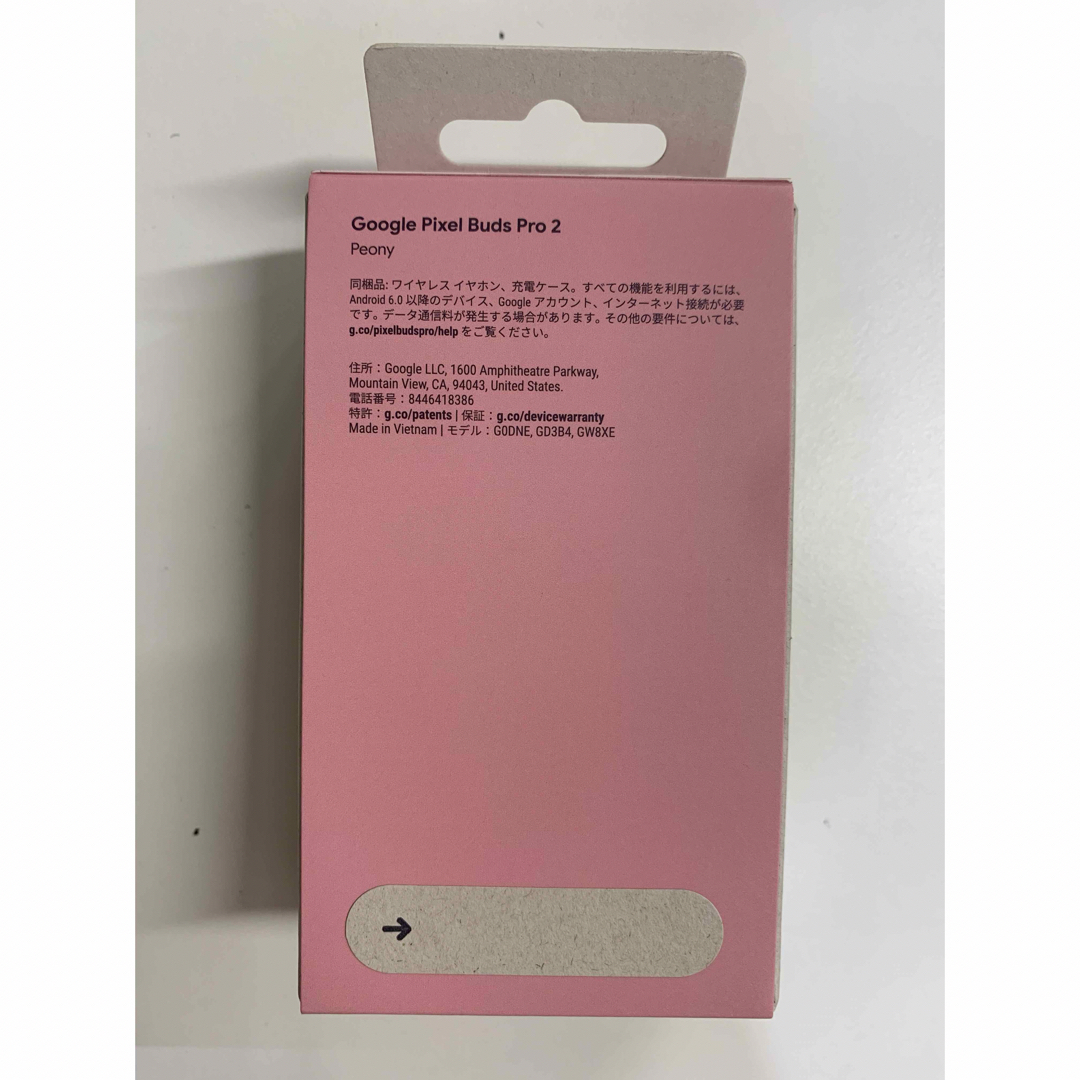 Google Pixel Buds Pro 2
Peony
同梱品: ワイヤレス イヤホン、充電ケース。すべての機能を利用するには、
Android 6.0 以降のデバイス、Google アカウント、インターネット接続が必要
です。データ通信料が発生する場合があります。その他の要件については、
g.co/pixelbudspro/help をご覧ください。
住所：Google LLC, 1600 Amphitheatre Parkway,
Mountain View, CA, 94043, United States.
電話番号：8446418386
特許：g.co/patents | 保証：g.co/devicewarranty
Made in Vietnam | モデル：G0DNE, GD3B4, GW8XE